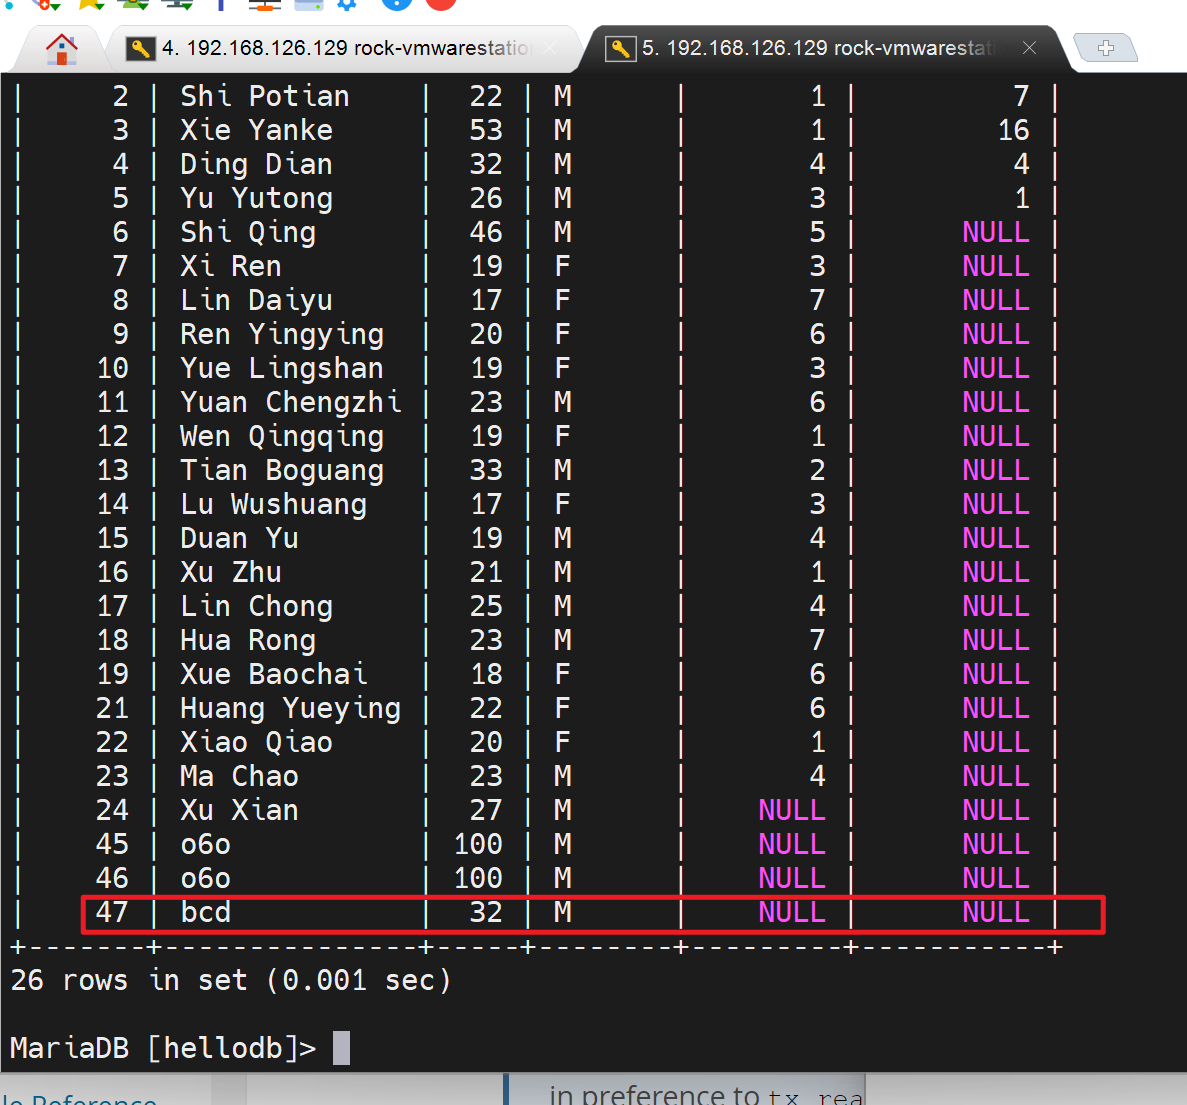 4. 192.168.126.129 rock-vmwarestatio
5. 192.168.126.129 rock-vmwarestat
| 2 | Shi Potian | 22 | M | 1 | 7 |
| 3 | Xie Yanke | 53 | M | 1 | 16 |
| 4 | Ding Dian | 32 | M | 4 | 4 |
| 5 | Yu Yutong | 26 | M | 3 | 1 |
| 6 | Shi Qing | 46 | M | 5 | NULL |
| 7 | Xi Ren | 19 | F | 3 | NULL |
| 8 | Lin Daiyu | 17 | F | 7 | NULL |
| 9 | Ren Yingying | 20 | F | 6 | NULL |
| 10 | Yue Lingshan | 19 | F | 3 | NULL |
| 11 | Yuan Chengzhi | 23 | M | 6 | NULL |
| 12 | Wen Qingqing | 19 | F | 1 | NULL |
| 13 | Tian Boguang | 33 | M | 2 | NULL |
| 14 | Lu Wushuang | 17 | F | 3 | NULL |
| 15 | Duan Yu | 19 | M | 4 | NULL |
| 16 | Xu Zhu | 21 | M | 1 | NULL |
| 17 | Lin Chong | 25 | M | 4 | NULL |
| 18 | Hua Rong | 23 | M | 7 | NULL |
| 19 | Xue Baochai | 18 | F | 6 | NULL |
| 21 | Huang Yueying | 22 | F | 6 | NULL |
| 22 | Xiao Qiao | 20 | F | 1 | NULL |
| 23 | Ma Chao | 23 | M | 4 | NULL |
| 24 | Xu Xian | 27 | M | NULL | NULL |
| 45 | o6o | 100 | M | NULL | NULL |
| 46 | o6o | 100 | M | NULL | NULL |
| 47 | bcd | 32 | M | NULL | NULL |
+-------+---------------+-----+--------+---------+-----------+
26 rows in set (0.001 sec)
MariaDB [hellodb]>
le Reference
in preference to tx_rea